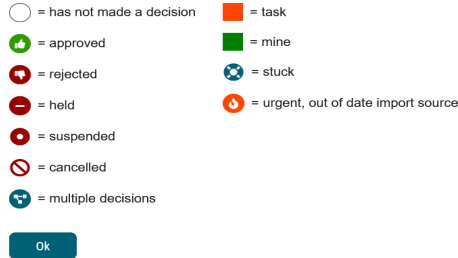 = has not made a decision
= approved
= rejected
= held
= suspended
= cancelled
= multiple decisions
= task
= mine
= stuck
= urgent, out of date import source
Ok